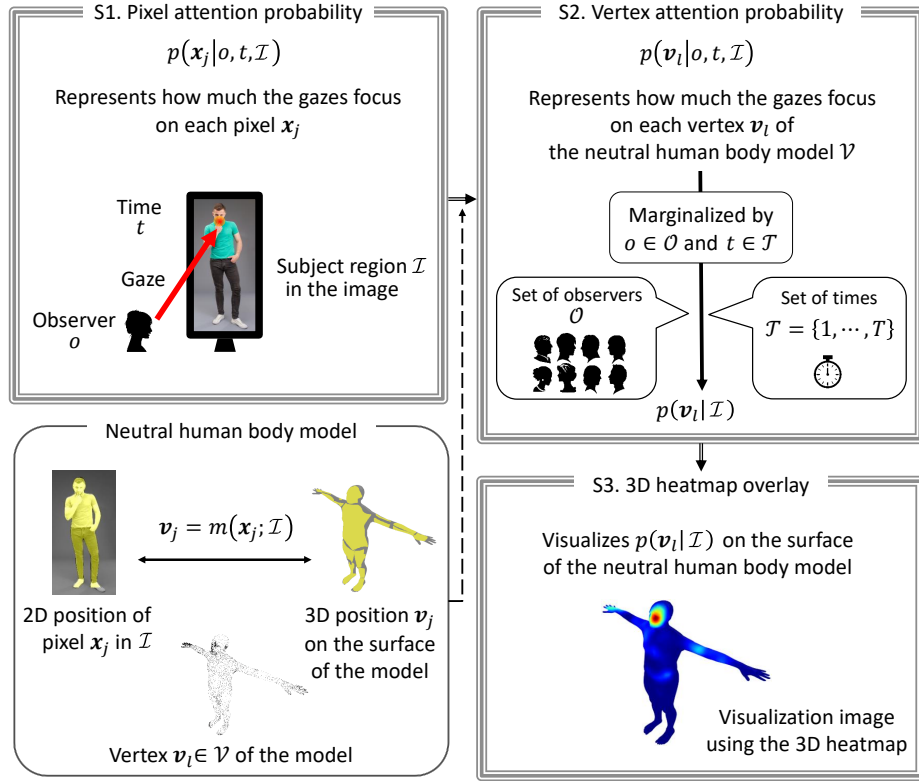 S1. Pixel attention probability
p(𝒙ⱼ|o, t, ℐ)
Represents how much the gazes focus
on each pixel 𝒙ⱼ
Time
t
Gaze
Observer
o
Subject region ℐ
in the image
S2. Vertex attention probability
p(𝒗ₗ|o, t, ℐ)
Represents how much the gazes focus
on each vertex 𝒗ₗ of
the neutral human body model 𝒱
Marginalized by
o ∈ 𝒪 and t ∈ 𝒯
Set of observers
𝒪
Set of times
𝒯 = {1, ⋯, T}
p(𝒗ₗ|ℐ)
Neutral human body model
𝒗ⱼ = m(𝒙ⱼ; ℐ)
2D position of
pixel 𝒙ⱼ in ℐ
3D position 𝒗ⱼ
on the surface
of the model
Vertex 𝒗ₗ ∈ 𝒱 of the model
S3. 3D heatmap overlay
Visualizes p(𝒗ₗ|ℐ) on the surface
of the neutral human body model
Visualization image
using the 3D heatmap